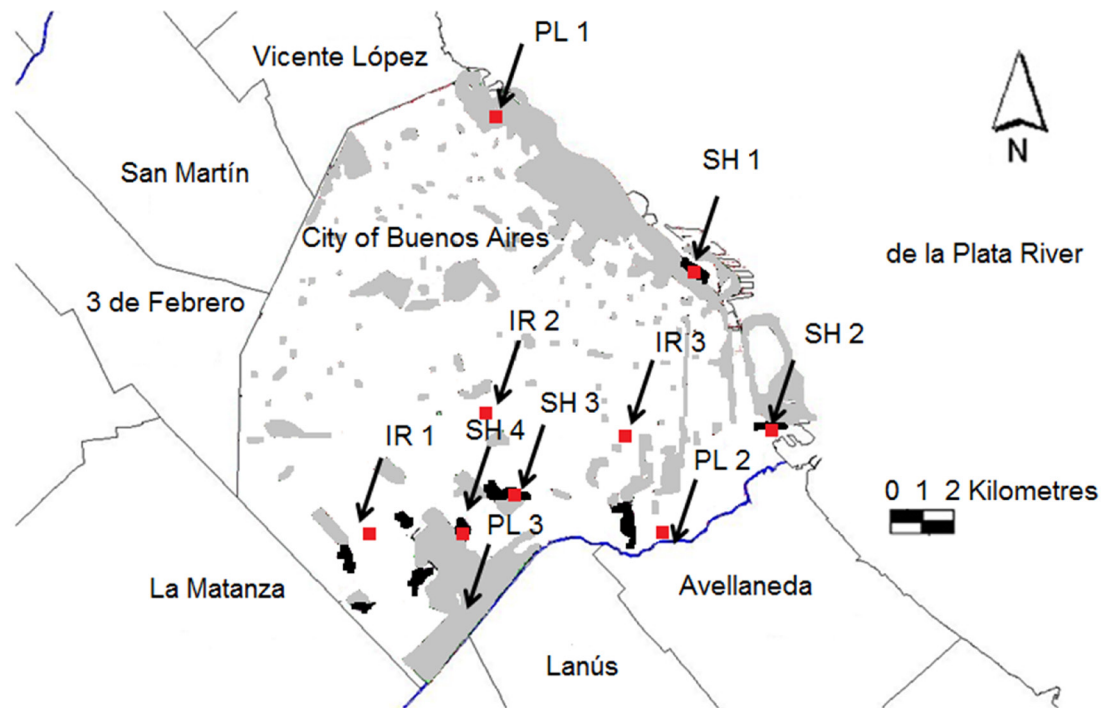 PL 1
Vicente López
N
San Martín
SH 1
City of Buenos Aires
de la Plata River
3 de Febrero
IR 2
IR 3
SH 2
SH 3
IR 1
SH 4
PL 2
0 1 2 Kilometres
PL 3
La Matanza
Avellaneda
Lanús